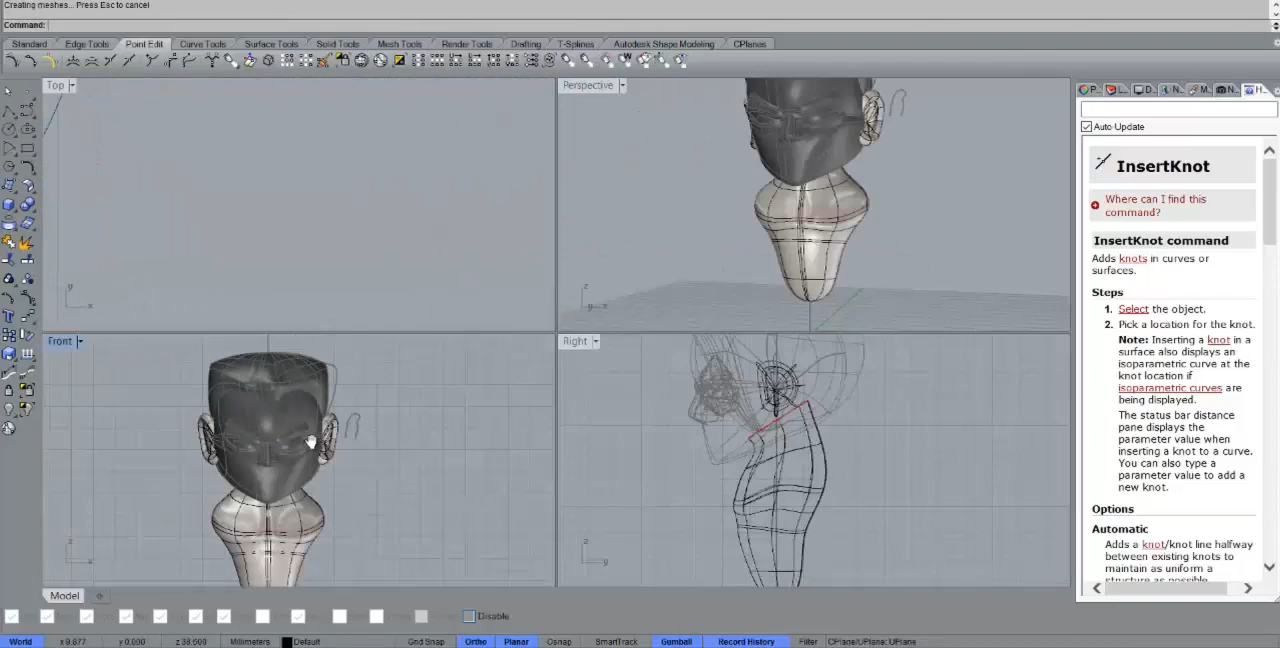 Creating meshes... Press Esc to cancel
Command:
Standard Edge Tools Point Edit Curve Tools Surface Tools Solid Tools Mesh Tools Render Tools Drafting T-Splines Autodesk Shape Modeling CPlanes
Top
Perspective
P... L... D... N... M... N... H...
Auto Update
InsertKnot
Where can I find this
command?
InsertKnot command
Adds knots in curves or
surfaces.
Steps
1. Select the object.
2. Pick a location for the knot.
Note: Inserting a knot in a
surface also displays an
isoparametric curve at the
knot location if
isoparametric curves are
being displayed.
The status bar distance
pane displays the
parameter value when
inserting a knot to a curve.
You can also type a
parameter value to add a
new knot.
Options
Automatic
Adds a knot/knot line halfway
between existing knots to
maintain as uniform a
structure as possible
y
x
z
y
x
Front
Right
z
x
z
y
Model
Disable
World x 9.877 y 0.000 z 38.600 Millimeters Default Grid Snap Ortho Planar Osnap SmartTrack Gumball Record History Filter CPlane/UPlane: UPlane